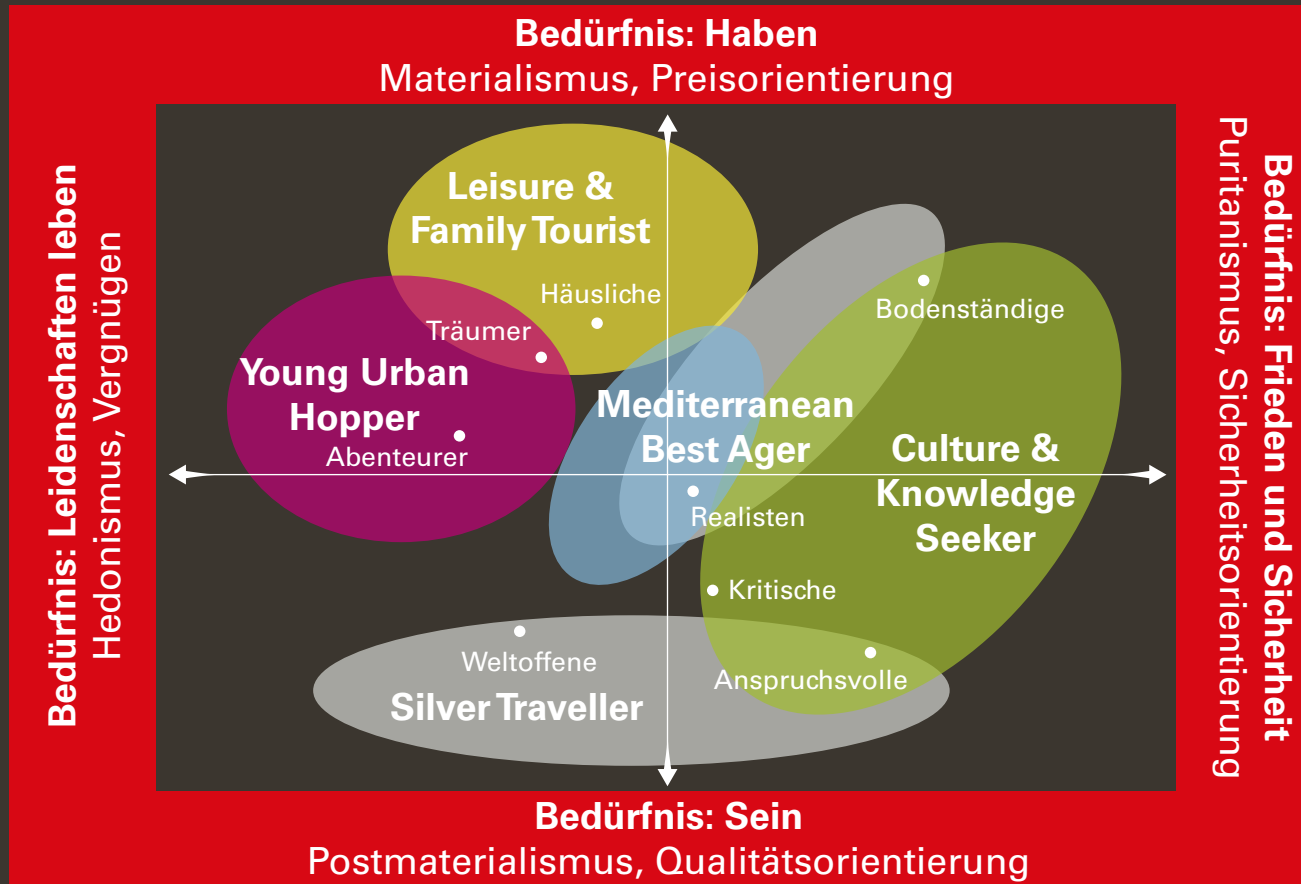 Bedürfnis: Haben
Materialismus, Preisorientierung
Bedürfnis: Leidenschaften leben
Hedonismus, Vergnügen
Leisure &
Family Tourist
Häusliche
Träumer
Young Urban
Hopper
Abenteurer
Bodenständige
Mediterranean
Best Ager
Realisten
Culture &
Knowledge
Seeker
Kritische
Weltoffene
Anspruchsvolle
Silver Traveller
Bedürfnis: Frieden und Sicherheit
Puritanismus, Sicherheitsorientierung
Bedürfnis: Sein
Postmaterialismus, Qualitätsorientierung